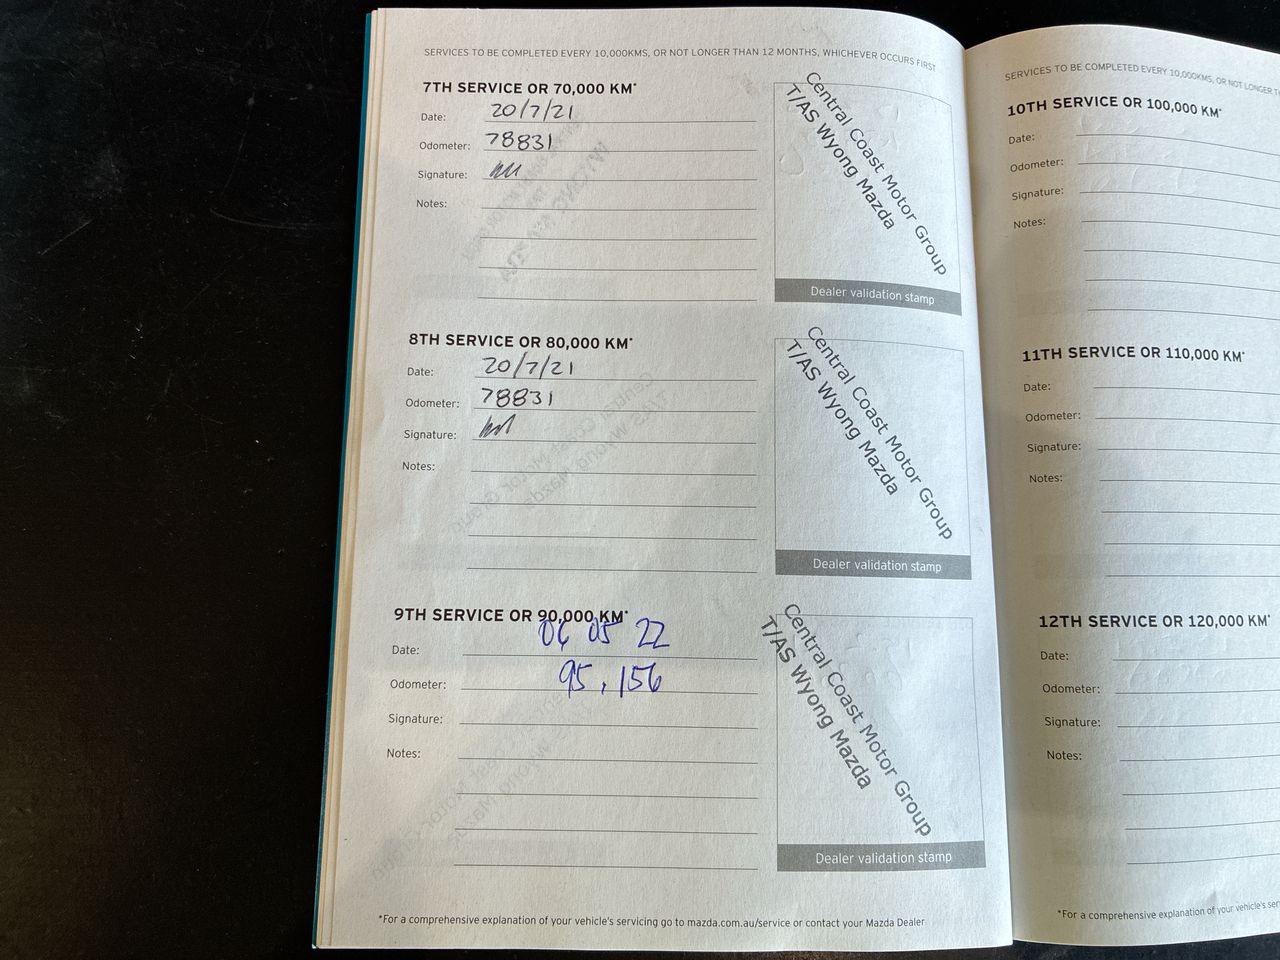 SERVICES TO BE COMPLETED EVERY 10,000KMS, OR NOT LONGER THAN 12 MONTHS, WHICHEVER OCCURS FIRST
7TH SERVICE OR 70,000 KM*
Date: 20/7/21
Odometer: 78831
Signature:
Notes:
Central Coast Motor Group
T/AS Wyong Mazda
Dealer validation stamp
8TH SERVICE OR 80,000 KM*
Date: 20/7/21
Odometer: 78831
Signature:
Notes:
Central Coast Motor Group
T/AS Wyong Mazda
Dealer validation stamp
9TH SERVICE OR 90,000 KM*
Date: 06 05 22
Odometer: 95,156
Signature:
Notes:
Central Coast Motor Group
T/AS Wyong Mazda
Dealer validation stamp
*For a comprehensive explanation of your vehicle's servicing go to mazda.com.au/service or contact your Mazda Dealer
SERVICES TO BE COMPLETED EVERY 10,000KMS, OR NOT LONGER
10TH SERVICE OR 100,000 KM*
Date:
Odometer:
Signature:
Notes:
11TH SERVICE OR 110,000 KM*
Date:
Odometer:
Signature:
Notes:
12TH SERVICE OR 120,000 KM*
Date:
Odometer:
Signature:
Notes:
*For a comprehensive explanation of your vehicle's